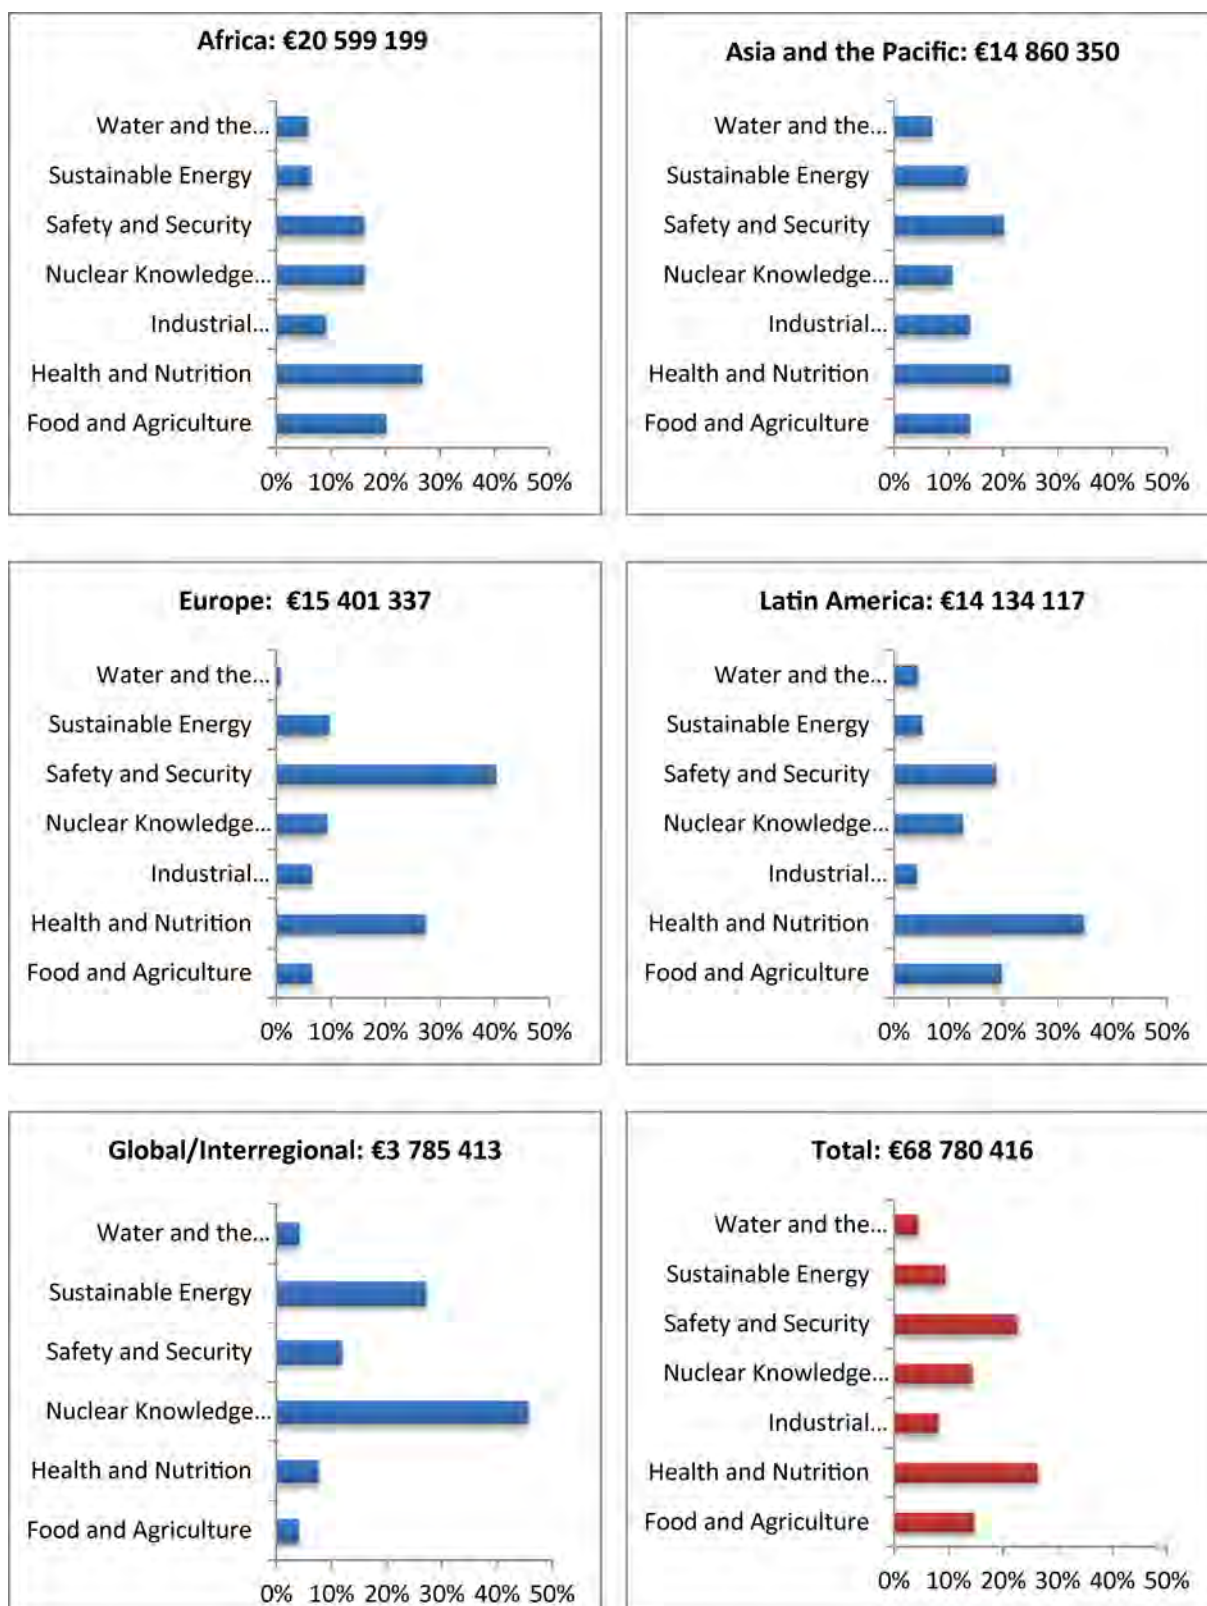 Africa: €20 599 199
Water and the...
Sustainable Energy
Safety and Security
Nuclear Knowledge...
Industrial...
Health and Nutrition
Food and Agriculture
0% 10% 20% 30% 40% 50%
Asia and the Pacific: €14 860 350
Water and the...
Sustainable Energy
Safety and Security
Nuclear Knowledge...
Industrial...
Health and Nutrition
Food and Agriculture
0% 10% 20% 30% 40% 50%
Europe: €15 401 337
Water and the...
Sustainable Energy
Safety and Security
Nuclear Knowledge...
Industrial...
Health and Nutrition
Food and Agriculture
0% 10% 20% 30% 40% 50%
Latin America: €14 134 117
Water and the...
Sustainable Energy
Safety and Security
Nuclear Knowledge...
Industrial...
Health and Nutrition
Food and Agriculture
0% 10% 20% 30% 40% 50%
Global/Interregional: €3 785 413
Water and the...
Sustainable Energy
Safety and Security
Nuclear Knowledge...
Health and Nutrition
Food and Agriculture
0% 10% 20% 30% 40% 50%
Total: €68 780 416
Water and the...
Sustainable Energy
Safety and Security
Nuclear Knowledge...
Industrial...
Health and Nutrition
Food and Agriculture
0% 10% 20% 30% 40% 50%